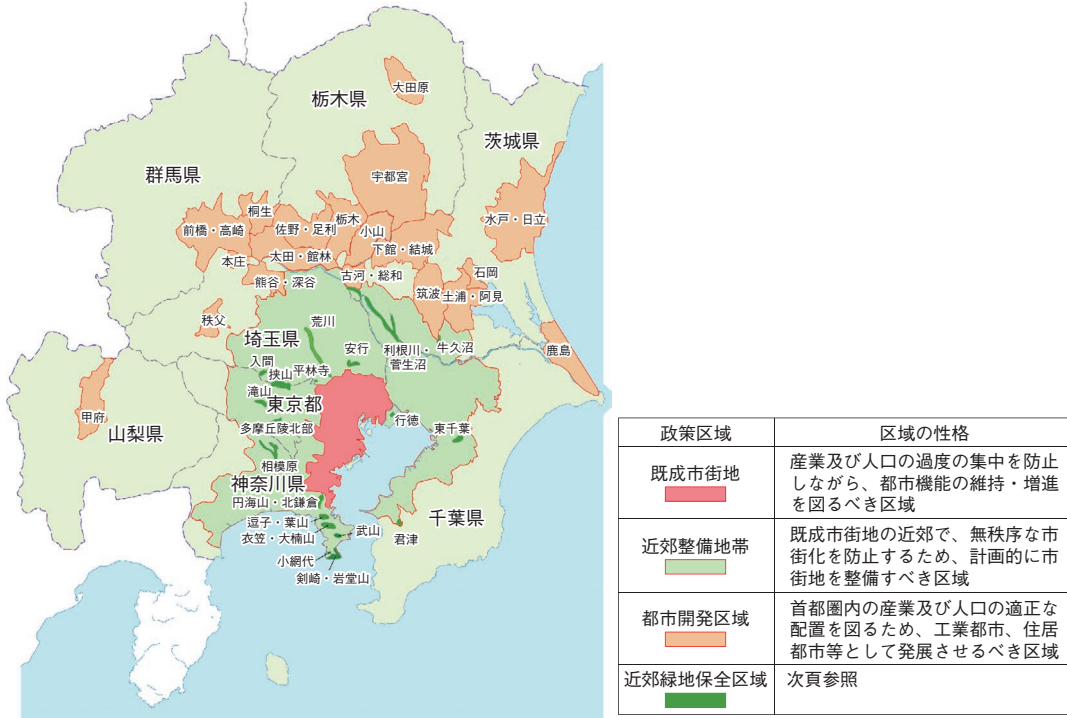 大田原
栃木県
茨城県
群馬県
宇都宮
桐生
栃木
水戸・日立
前橋・高崎
佐野・足利
小山
下館・結城
本庄
太田・館林
石岡
熊谷・深谷
古河・総和
筑波
土浦・阿見
秩父
荒川
埼玉県
安行
利根川・
菅生沼
牛久沼
鹿島
入間
狭山
平林寺
滝山
東京都
甲府
行徳
山梨県
多摩丘陵北部
東千葉
相模原
神奈川県
円海山・北鎌倉
千葉県
逗子・葉山
武山
衣笠・大楠山
君津
小網代
剣崎・岩堂山
政策区域
区域の性格
既成市街地
産業及び人口の過度の集中を防止
しながら、都市機能の維持・増進
を図るべき区域
近郊整備地帯
既成市街地の近郊で、無秩序な市
街化を防止するため、計画的に市
街地を整備すべき区域
都市開発区域
首都圏内の産業及び人口の適正な
配置を図るため、工業都市、住居
都市等として発展させるべき区域
近郊緑地保全区域
次頁参照